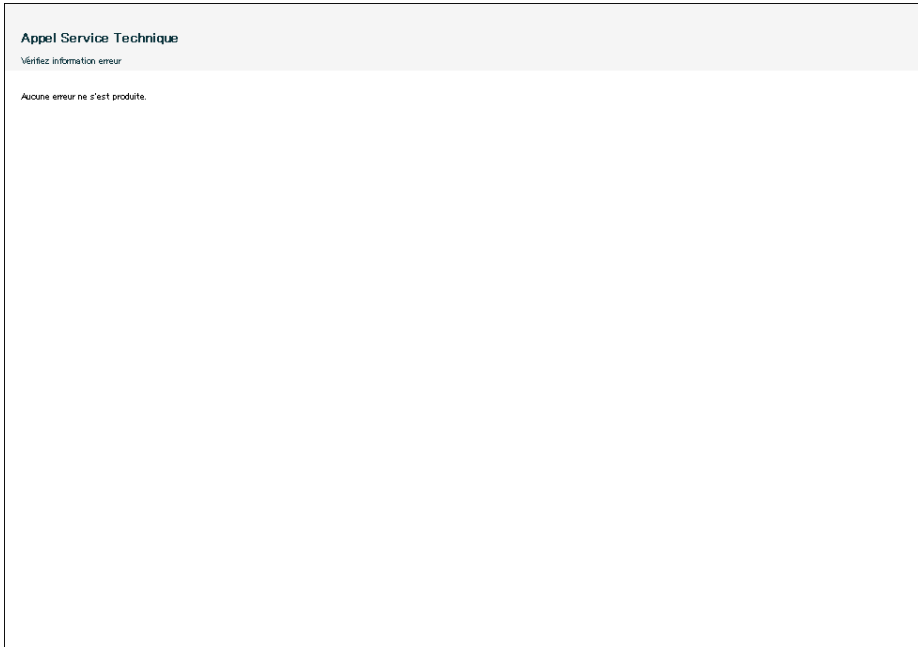 Appel Service Technique
Vérifiez information erreur
Aucune erreur ne s'est produite.